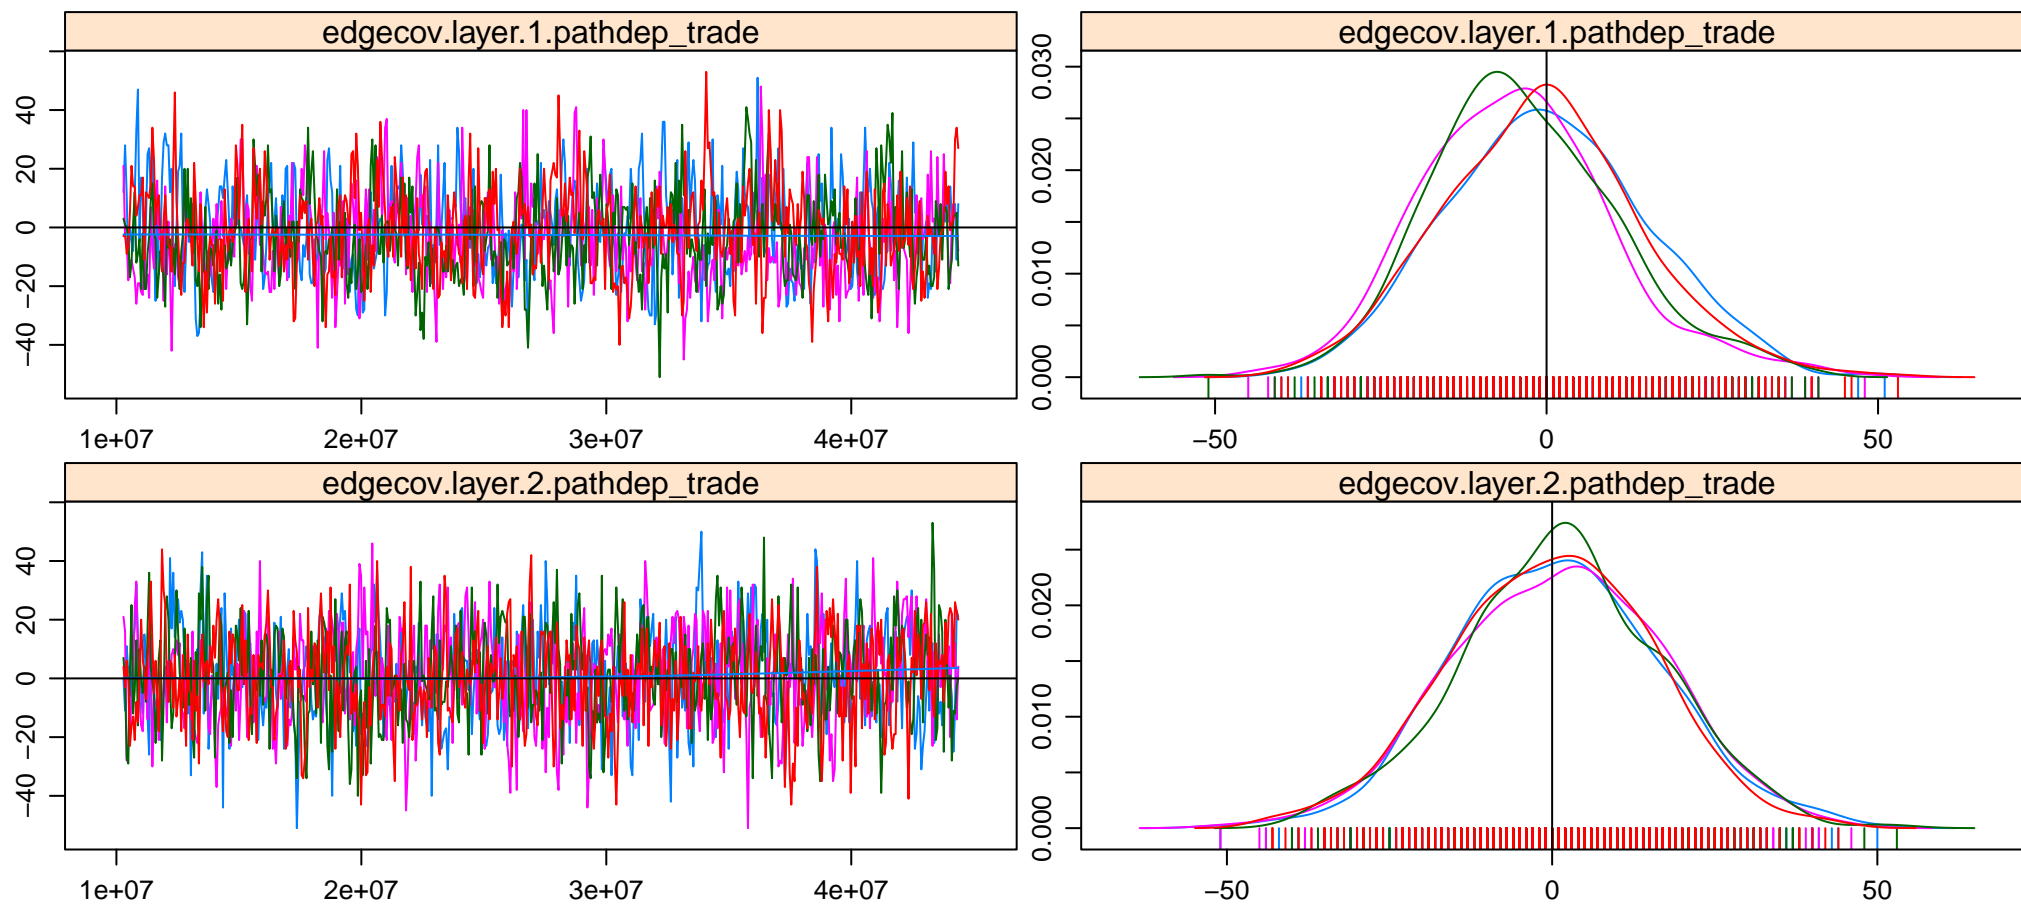 edgecov.layer.1.pathdep_trade
−40 −20 0 20 40
1e+07 2e+07 3e+07 4e+07
edgecov.layer.1.pathdep_trade
0.000 0.010 0.020 0.030
−50 0 50
edgecov.layer.2.pathdep_trade
−40 −20 0 20 40
1e+07 2e+07 3e+07 4e+07
edgecov.layer.2.pathdep_trade
0.000 0.010 0.020
−50 0 50